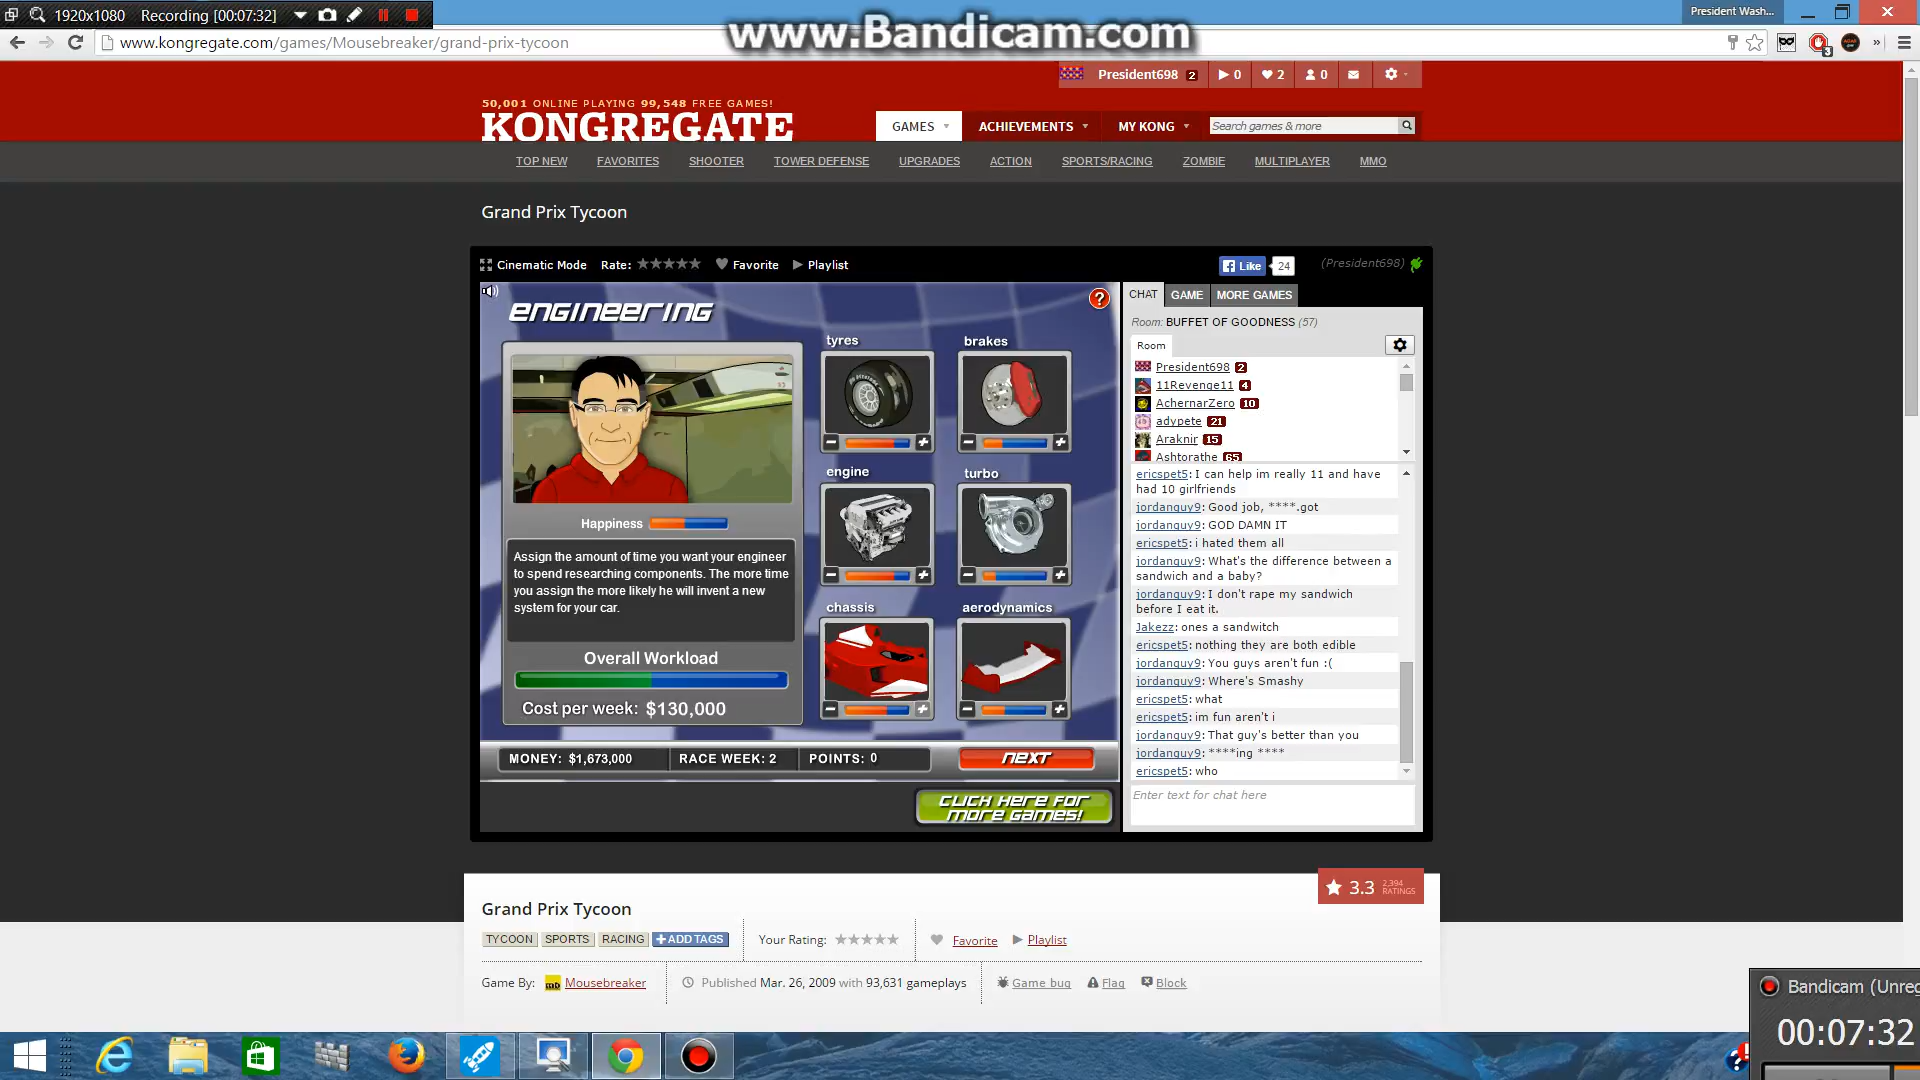 1920x1080 Recording [00:07:32]
www.Bandicam.com
President Wash...
www.kongregate.com/games/Mousebreaker/grand-prix-tycoon
3
President698 2 0 2 0
50,001 ONLINE PLAYING 99,548 FREE GAMES!
KONGREGATE
GAMES ACHIEVEMENTS MY KONG Search games & more
TOP NEW FAVORITES SHOOTER TOWER DEFENSE UPGRADES ACTION SPORTS/RACING ZOMBIE MULTIPLAYER MMO
Grand Prix Tycoon
Cinematic Mode Rate: Favorite Playlist Like 24 (President698)
engineering
?
tyres brakes
engine turbo
chassis aerodynamics
Happiness
Assign the amount of time you want your engineer
to spend researching components. The more time
you assign the more likely he will invent a new
system for your car.
Overall Workload
Cost per week: $130,000
MONEY: $1,673,000 RACE WEEK: 2 POINTS: 0 NEXT
CLICK HERE FOR
MORE GAMES!
CHAT GAME MORE GAMES
Room: BUFFET OF GOODNESS (57)
Room
President698 2
11Revenge11 4
AchernarZero 10
adypete 21
Araknir 15
Ashtorathe 65
ericspet5: I can help im really 11 and have
had 10 girlfriends
jordanguy9: Good job, ****.got
jordanguy9: GOD DAMN IT
ericspet5: i hated them all
jordanguy9: What's the difference between a
sandwich and a baby?
jordanguy9: I don't rape my sandwich
before I eat it.
Jakezz: ones a sandwitch
ericspet5: nothing they are both edible
jordanguy9: You guys aren't fun :(
jordanguy9: Where's Smashy
ericspet5: what
ericspet5: im fun aren't i
jordanguy9: That guy's better than you
jordanguy9: ****ing ****
ericspet5: who
Enter text for chat here
3.3 2,394 RATINGS
Grand Prix Tycoon
TYCOON SPORTS RACING +ADD TAGS Your Rating: Favorite Playlist
Game By: mb Mousebreaker Published Mar. 26, 2009 with 93,631 gameplays Game bug Flag Block
Bandicam (Unreg
00:07:32